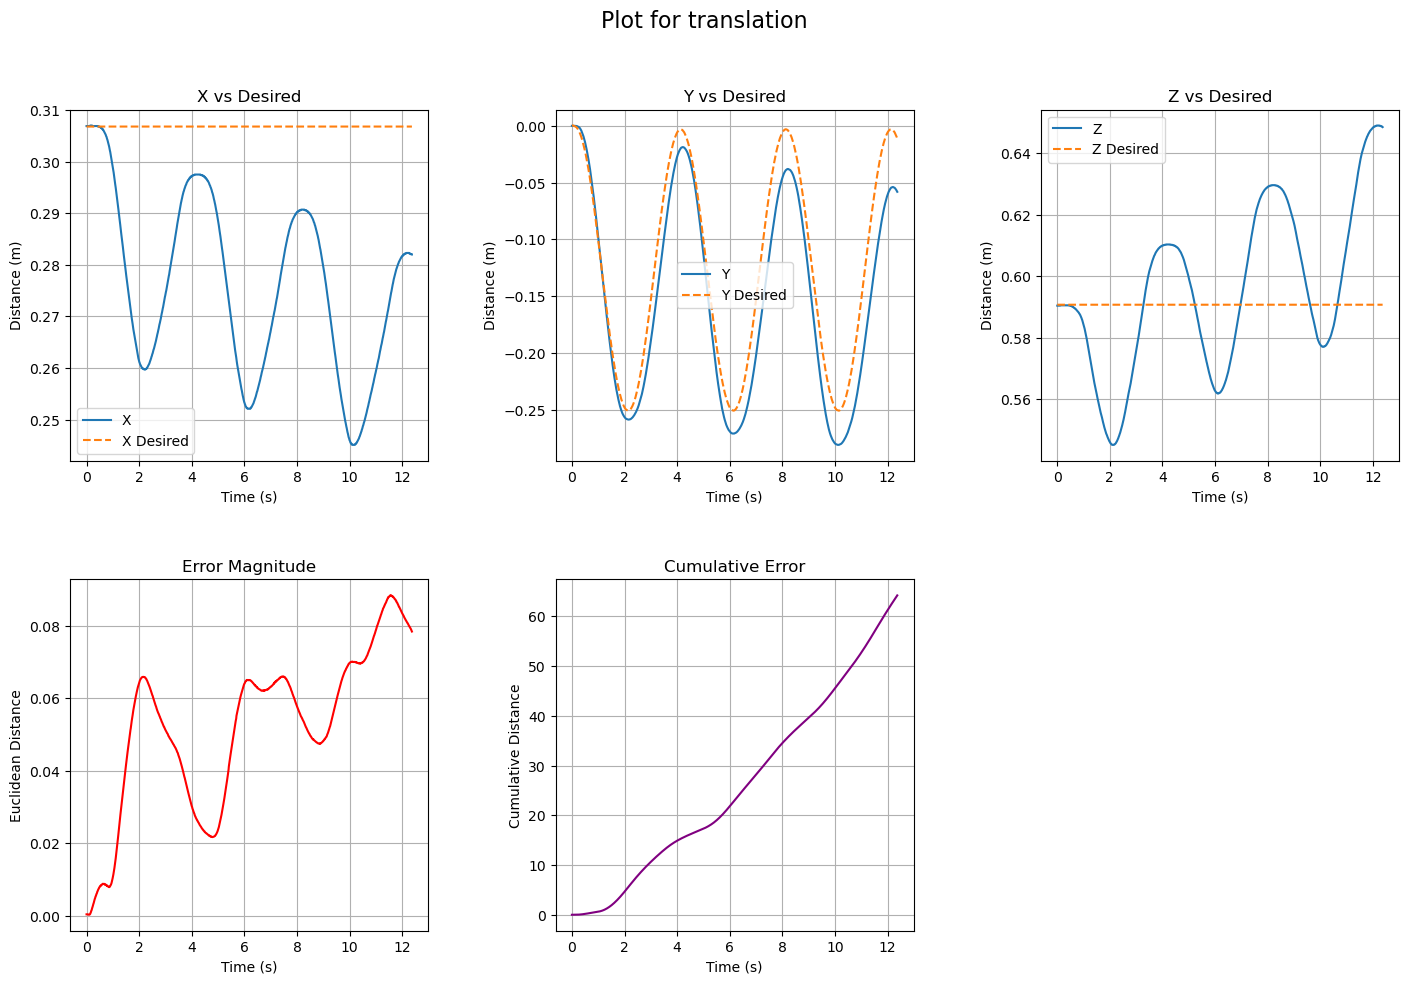 Plot for translation
X vs Desired
Distance (m)
0.31
0.30
0.29
0.28
0.27
0.26
0.25
X
X Desired
0 2 4 6 8 10 12
Time (s)
Y vs Desired
Distance (m)
0.00
−0.05
−0.10
−0.15
−0.20
−0.25
Y
Y Desired
0 2 4 6 8 10 12
Time (s)
Z vs Desired
Distance (m)
Z
Z Desired
0.64
0.62
0.60
0.58
0.56
0 2 4 6 8 10 12
Time (s)
Error Magnitude
Euclidean Distance
0.08
0.06
0.04
0.02
0.00
0 2 4 6 8 10 12
Time (s)
Cumulative Error
Cumulative Distance
60
50
40
30
20
10
0
0 2 4 6 8 10 12
Time (s)